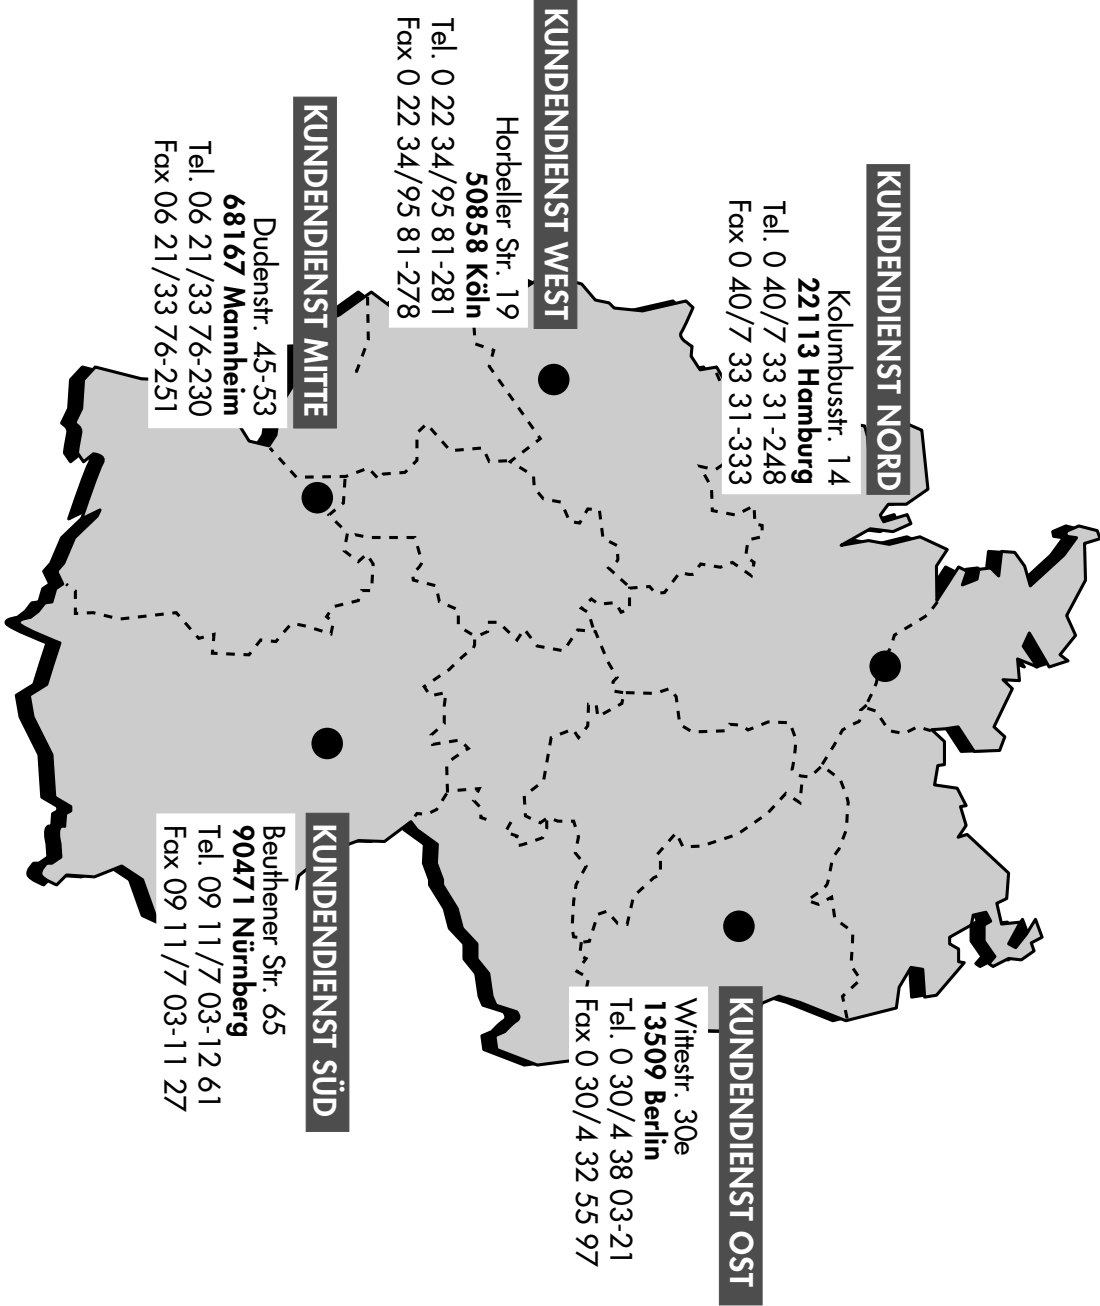 KUNDENDIENST NORD
Kolumbusstr. 14
22113 Hamburg
Tel. 0 40/7 33 31-248
Fax 0 40/7 33 31-333
KUNDENDIENST WEST
Horbeller Str. 19
50858 Köln
Tel. 0 22 34/95 81-281
Fax 0 22 34/95 81-278
KUNDENDIENST OST
Wittestr. 30e
13509 Berlin
Tel. 0 30/4 38 03-21
Fax 0 30/4 32 55 97
KUNDENDIENST MITTE
Dudenstr. 45-53
68167 Mannheim
Tel. 06 21/33 76-230
Fax 06 21/33 76-251
KUNDENDIENST SÜD
Beuthener Str. 65
90471 Nürnberg
Tel. 09 11/7 03-12 61
Fax 09 11/7 03-11 27